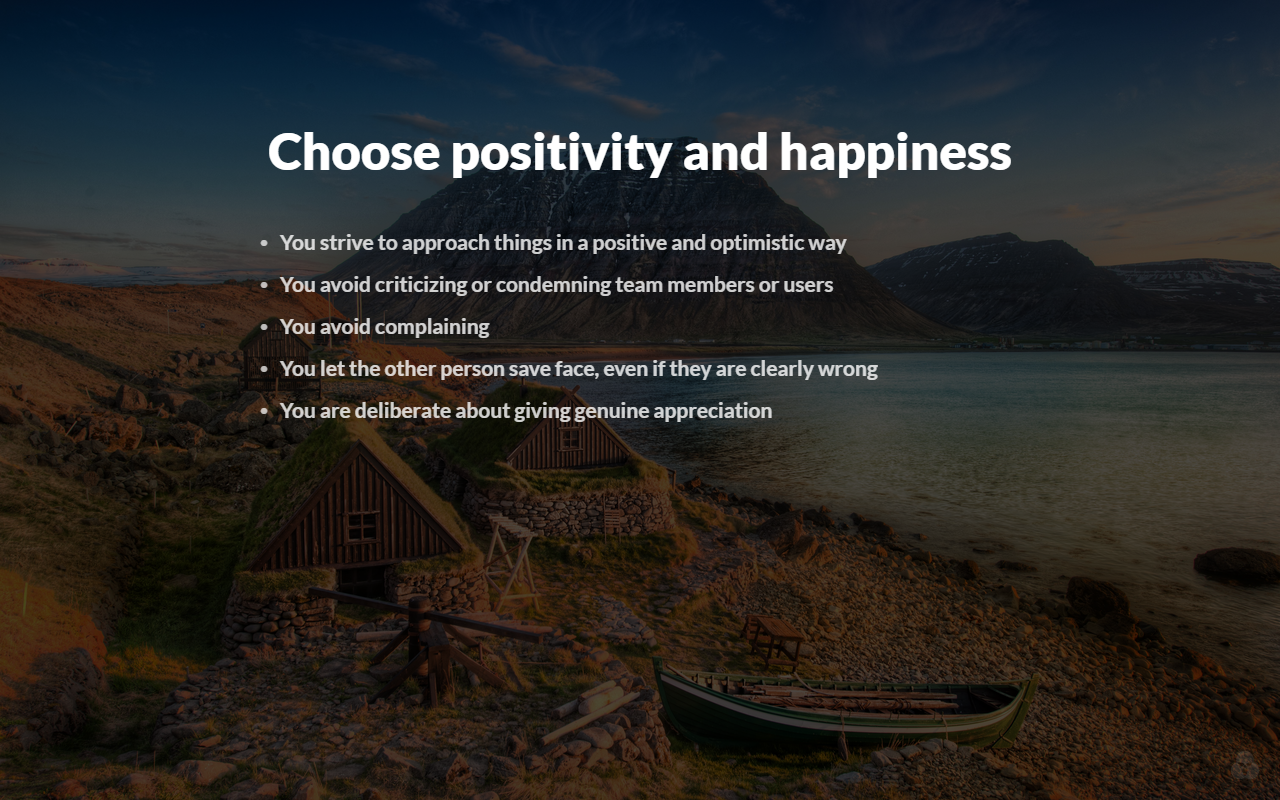 Choose positivity and happiness
• You strive to approach things in a positive and optimistic way
• You avoid criticizing or condemning team members or users
• You avoid complaining
• You let the other person save face, even if they are clearly wrong
• You are deliberate about giving genuine appreciation